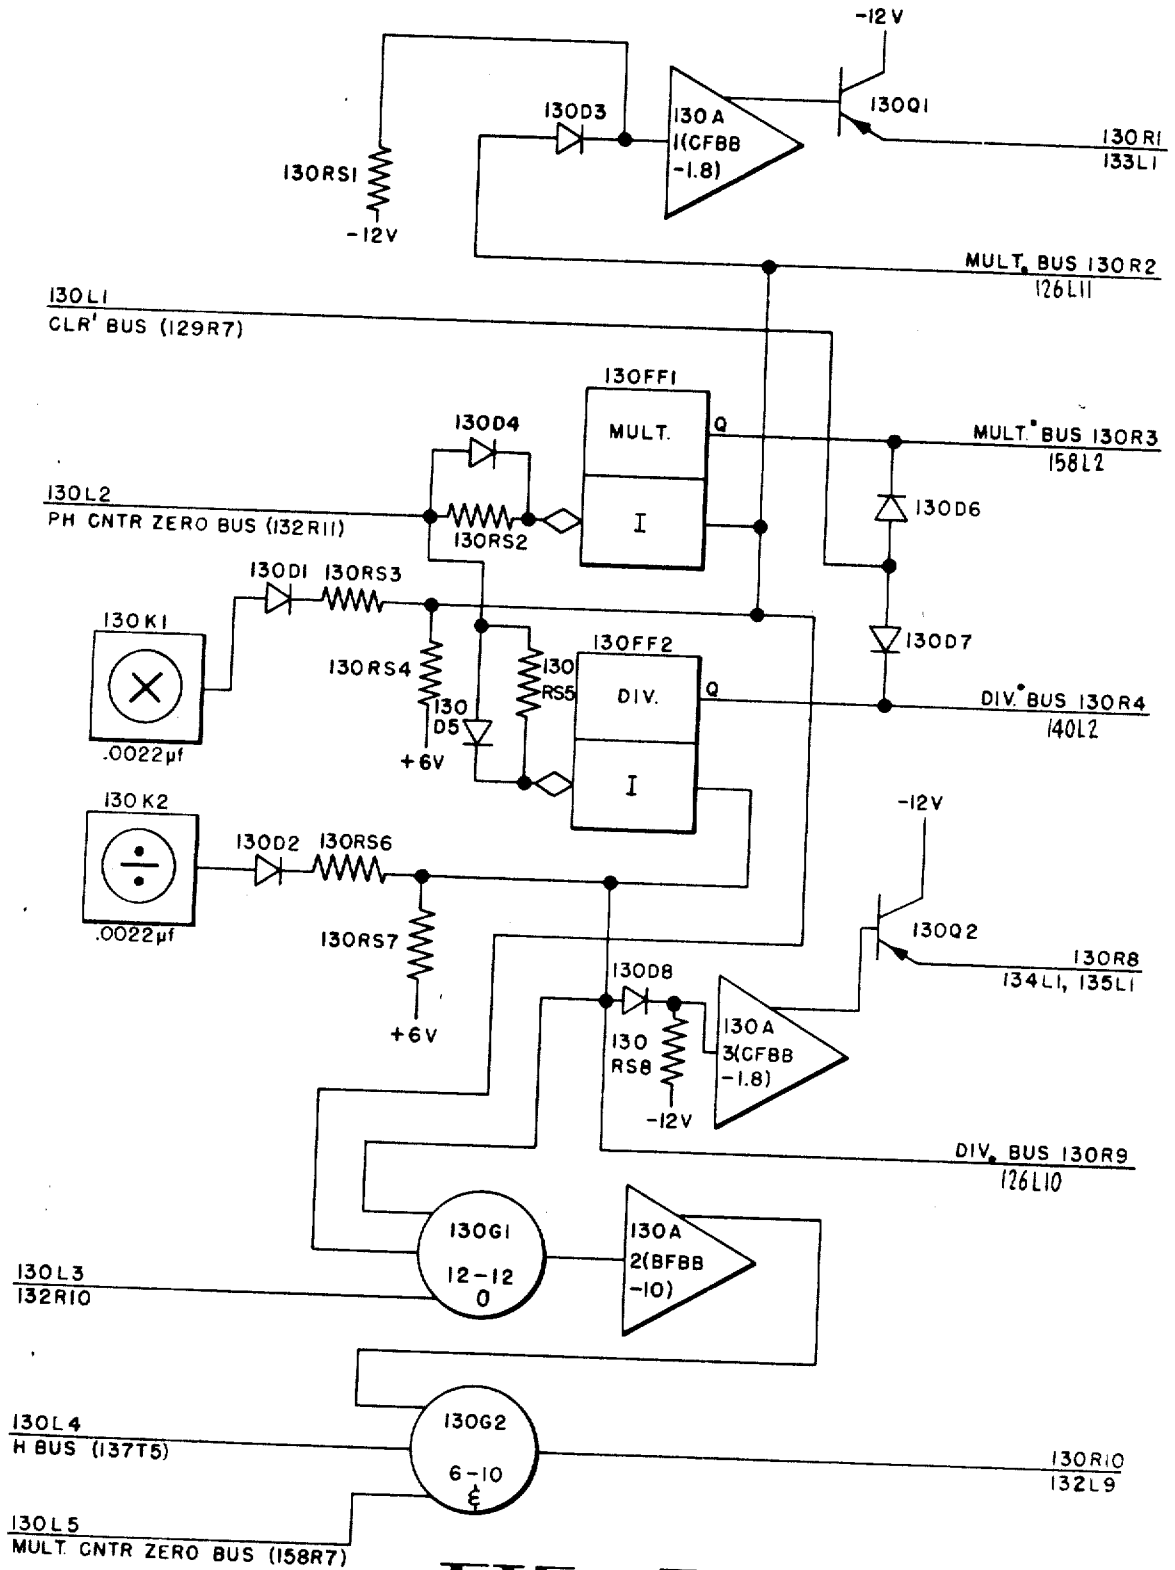 -12V
130D3
130A
1(CFBB
-1.8)
130Q1
130R1
133L1
130RS1
-12V
MULT. BUS 130R2
126L11
130L1
CLR' BUS (129R7)
130FF1
MULT.
Q
I
130D4
130RS2
MULT.• BUS 130R3
158L2
130L2
PH CNTR ZERO BUS (132R11)
130D6
130D1
130RS3
130K1
×
.0022µf
130RS4
+6V
130
D5
130
RS5
130FF2
DIV.
Q
I
130D7
DIV.• BUS 130R4
140L2
130K2
÷
.0022µf
130D2
130RS6
130RS7
+6V
-12V
130Q2
130R8
134L1, 135L1
130D8
130
RS8
-12V
130A
3(CFBB
-1.8)
DIV. BUS 130R9
126L10
130G1
12-12
O
130A
2(BFBB
-10)
130L3
132R10
130G2
6-10
&
130L4
H BUS (137T5)
130R10
132L9
130L5
MULT. CNTR ZERO BUS (158R7)